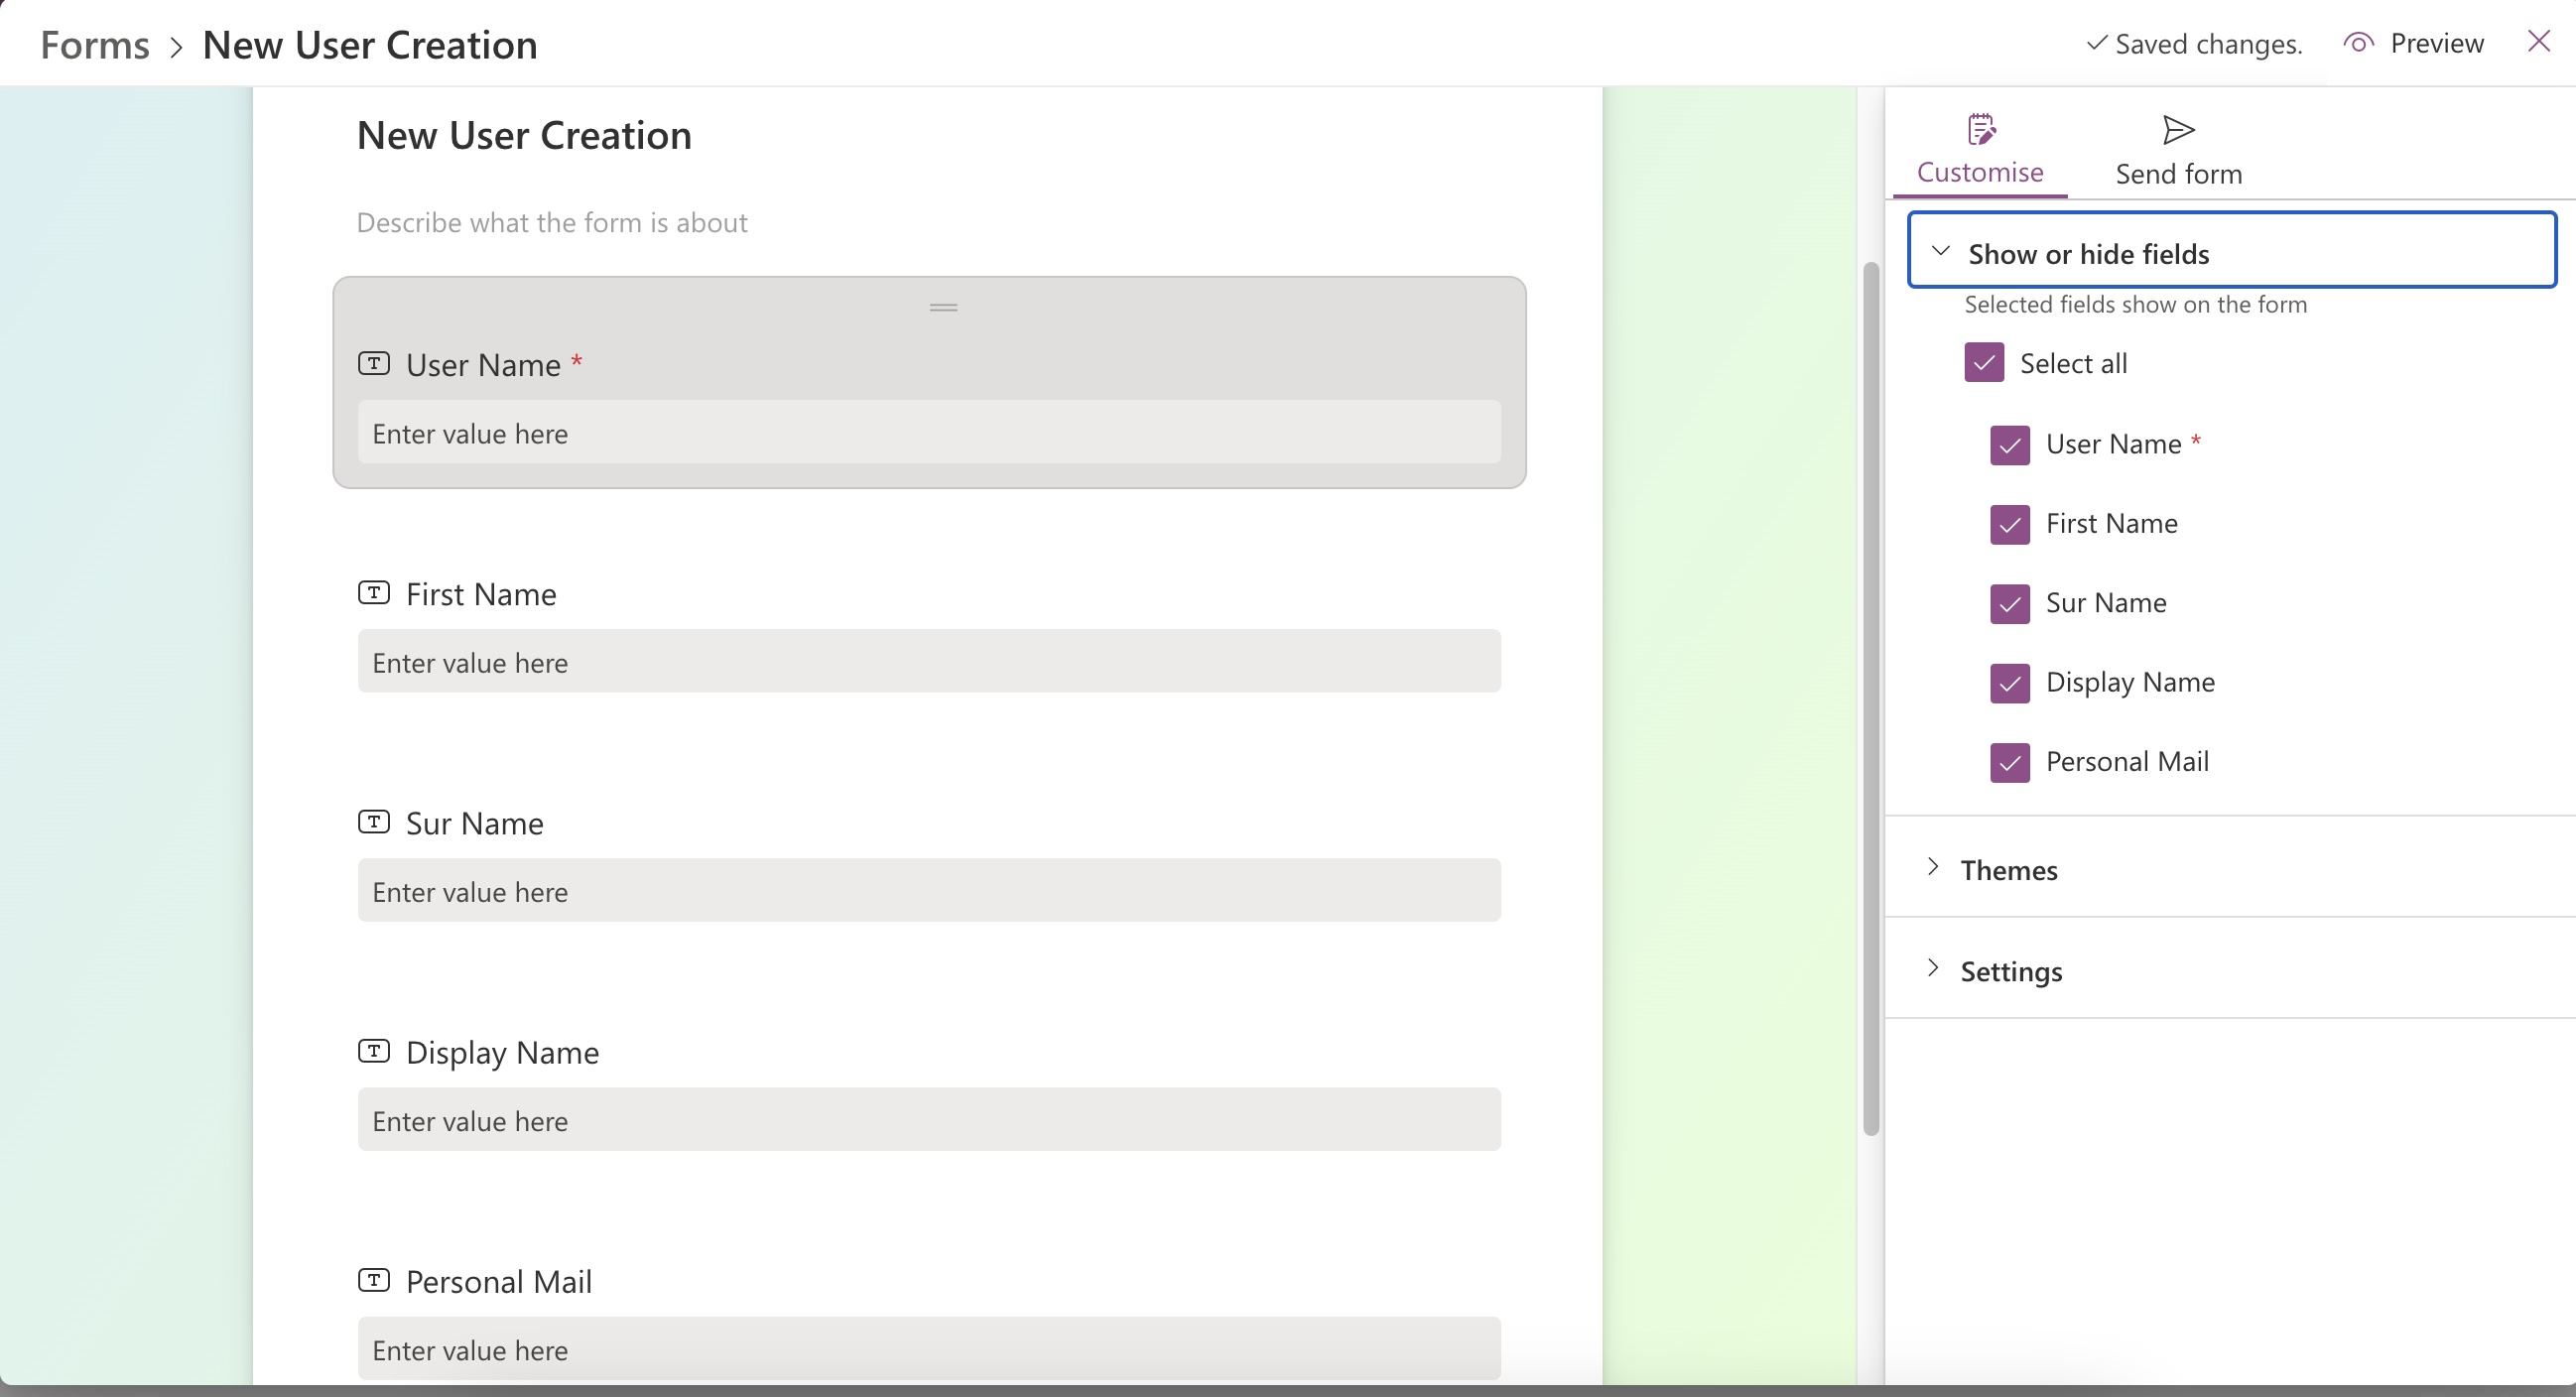 Forms > New User Creation
Saved changes.
Preview
New User Creation
Describe what the form is about
User Name *
Enter value here
First Name
Enter value here
Sur Name
Enter value here
Display Name
Enter value here
Personal Mail
Enter value here
Customise
Send form
Show or hide fields
Selected fields show on the form
Select all
User Name *
First Name
Sur Name
Display Name
Personal Mail
Themes
Settings